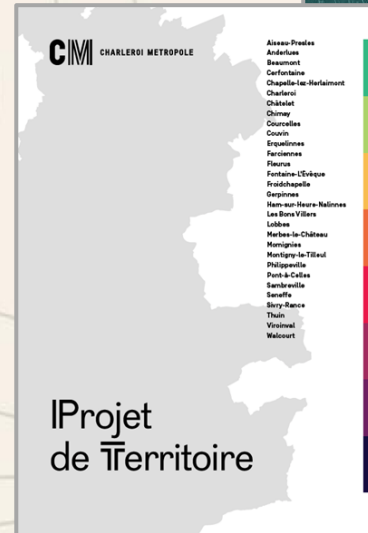 CM CHARLEROI METROPOLE
Aiseau-Presles
Anderlues
Beaumont
Cerfontaine
Chapelle-lez-Herlaimont
Charleroi
Châtelet
Chimay
Courcelles
Couvin
Erquelinnes
Farciennes
Fleurus
Fontaine-L'Évèque
Froidchapelle
Gerpinnes
Ham-sur-Heure-Nalinnes
Les Bons Villers
Lobbes
Merbes-le-Château
Momignies
Montigny-le-Tilleul
Philippeville
Pont-à-Celles
Sambreville
Seneffe
Sivry-Rance
Thuin
Viroinval
Walcourt
Projet
de Territoire